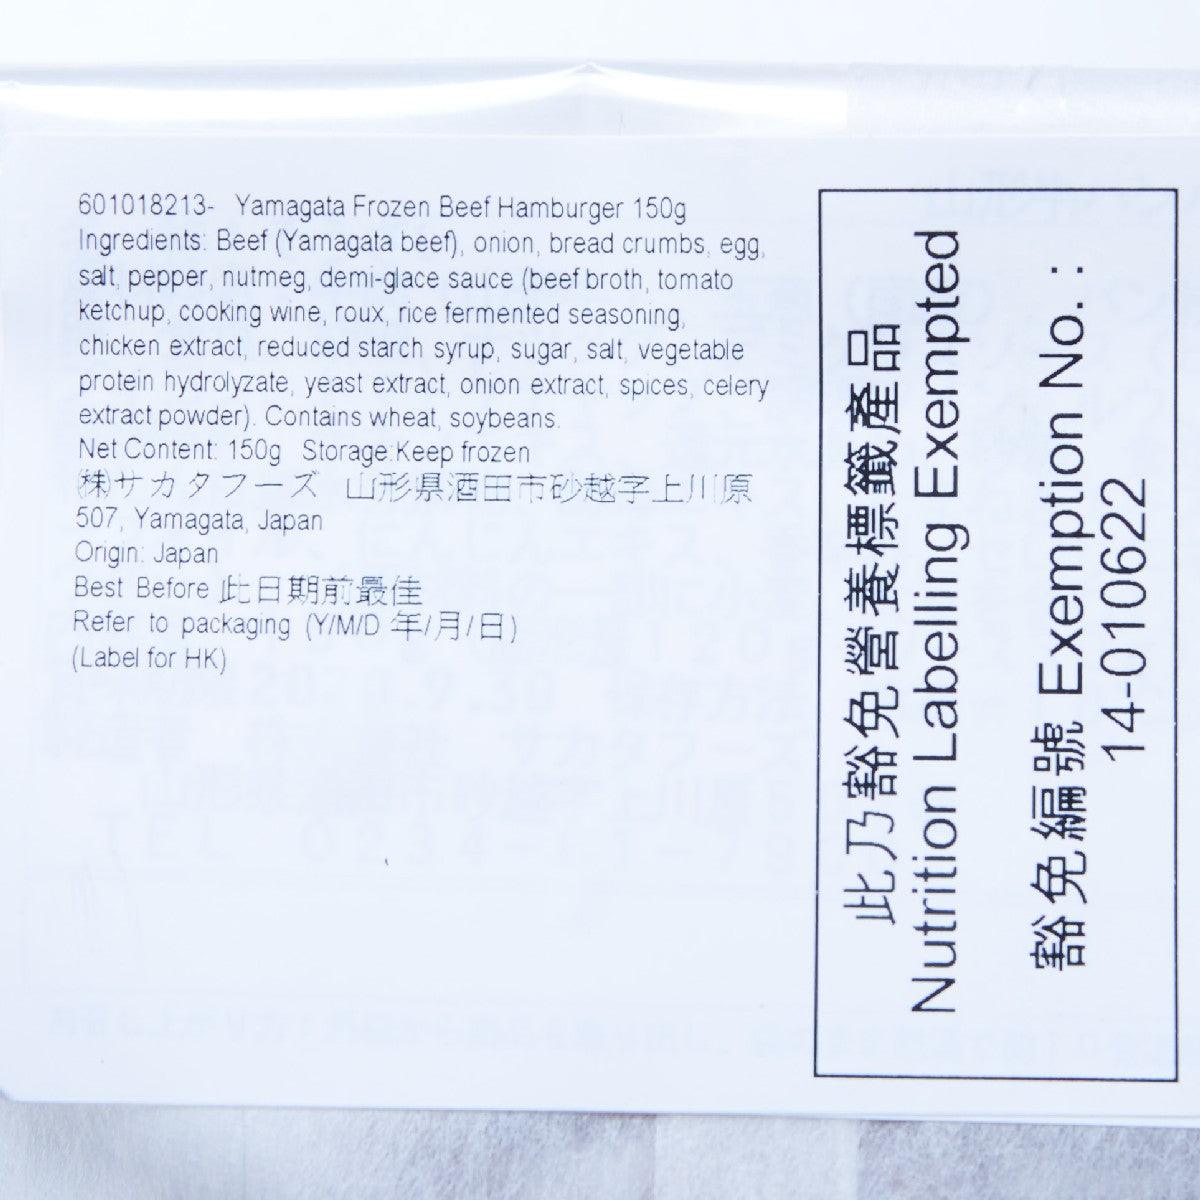 601018213- Yamagata Frozen Beef Hamburger 150g
Ingredients: Beef (Yamagata beef), onion, bread crumbs, egg,
salt, pepper, nutmeg, demi-glace sauce (beef broth, tomato
ketchup, cooking wine, roux, rice fermented seasoning,
chicken extract, reduced starch syrup, sugar, salt, vegetable
protein hydrolyzate, yeast extract, onion extract, spices, celery
extract powder). Contains wheat, soybeans.
Net Content: 150g Storage:Keep frozen
㈱サカタフーズ 山形県酒田市砂越字上川原
507, Yamagata, Japan
Origin: Japan
Best Before 此日期前最佳
Refer to packaging (Y/M/D 年/月/日)
(Label for HK)
此乃豁免營養標籤產品
Nutrition Labelling Exempted
豁免編號 Exemption No. :
14-010622